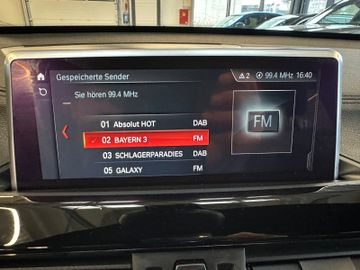 Gespeicherte Sender
2 99.4 MHz 16:40
Sie hören 99.4 MHz
01 Absolut HOT DAB
02 BAYERN 3 FM
03 SCHLAGERPARADIES DAB
05 GALAXY FM
FM